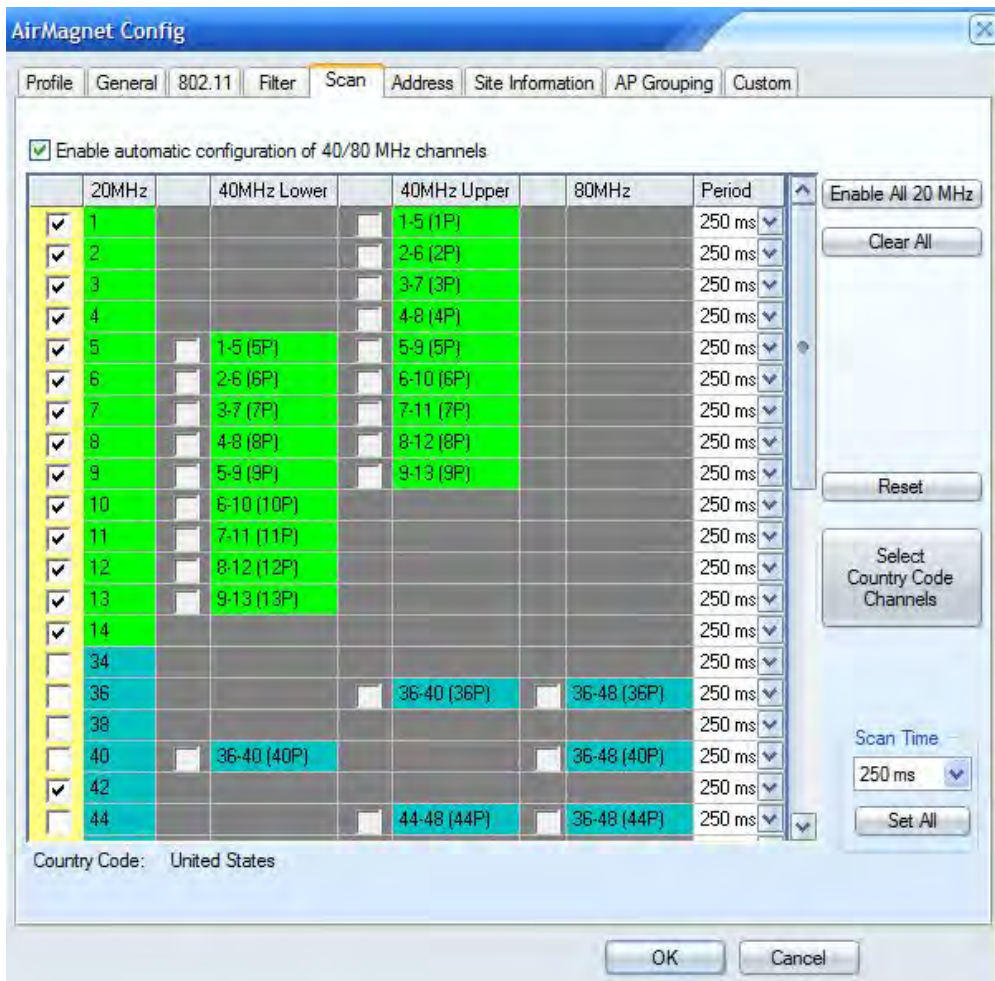 AirMagnet Config
Profile General 802.11 Filter Scan Address Site Information AP Grouping Custom
Enable automatic configuration of 40/80 MHz channels
20MHz 40MHz Lower 40MHz Upper 80MHz Period Enable All 20 MHz
1 1-5 (1P) 250 ms
Clear All
2 2-6 (2P) 250 ms
3 3-7 (3P) 250 ms
4 4-8 (4P) 250 ms
5 1-5 (5P) 5-9 (5P) 250 ms
6 2-6 (6P) 6-10 (6P) 250 ms
7 3-7 (7P) 7-11 (7P) 250 ms
8 4-8 (8P) 8-12 (8P) 250 ms
9 5-9 (9P) 9-13 (9P) 250 ms
Reset
10 6-10 (10P) 250 ms
11 7-11 (11P) 250 ms
12 8-12 (12P) 250 ms
Select
Country Code
Channels
13 9-13 (13P) 250 ms
14 250 ms
34 250 ms
36 36-40 (36P) 36-48 (36P) 250 ms
38 250 ms
Scan Time
40 36-40 (40P) 36-48 (40P) 250 ms
250 ms
42 250 ms
44 44-48 (44P) 36-48 (44P) 250 ms
Set All
Country Code: United States
OK Cancel